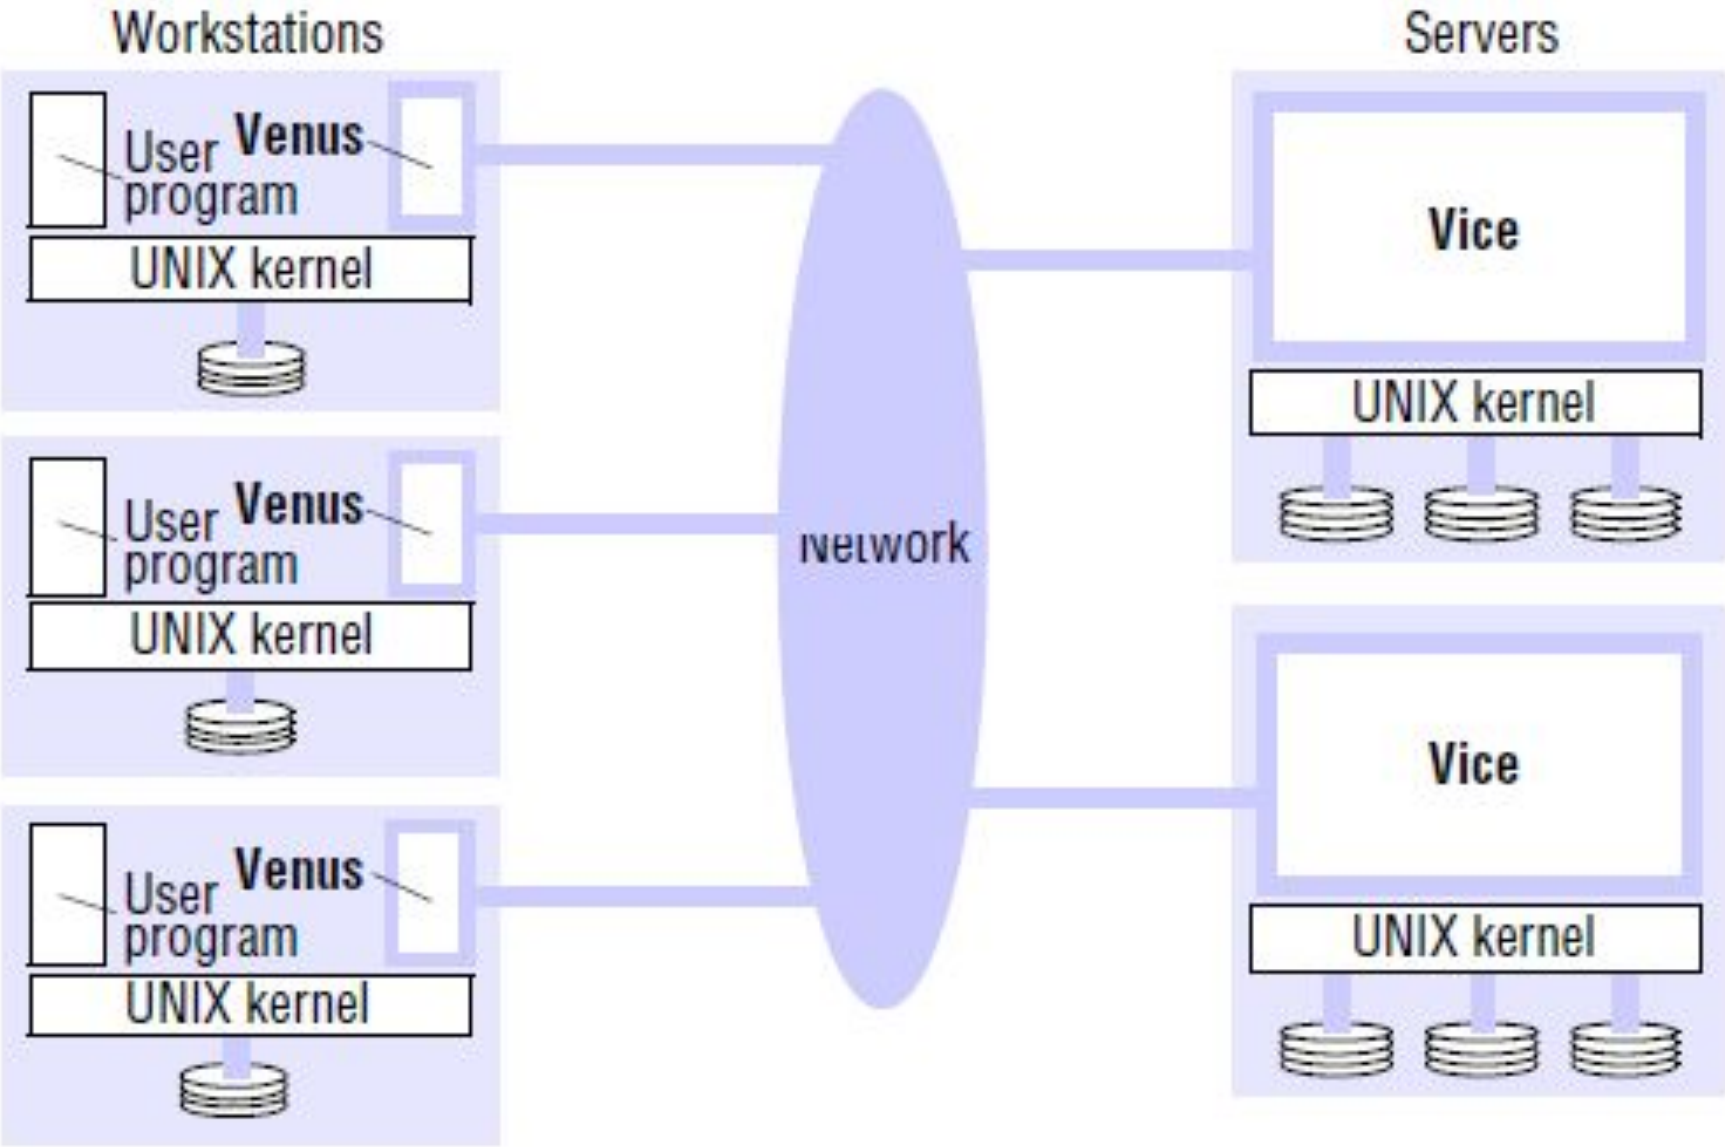 Workstations
Servers
User Venus
program
UNIX kernel
User Venus
program
UNIX kernel
User Venus
program
UNIX kernel
Network
Vice
UNIX kernel
Vice
UNIX kernel